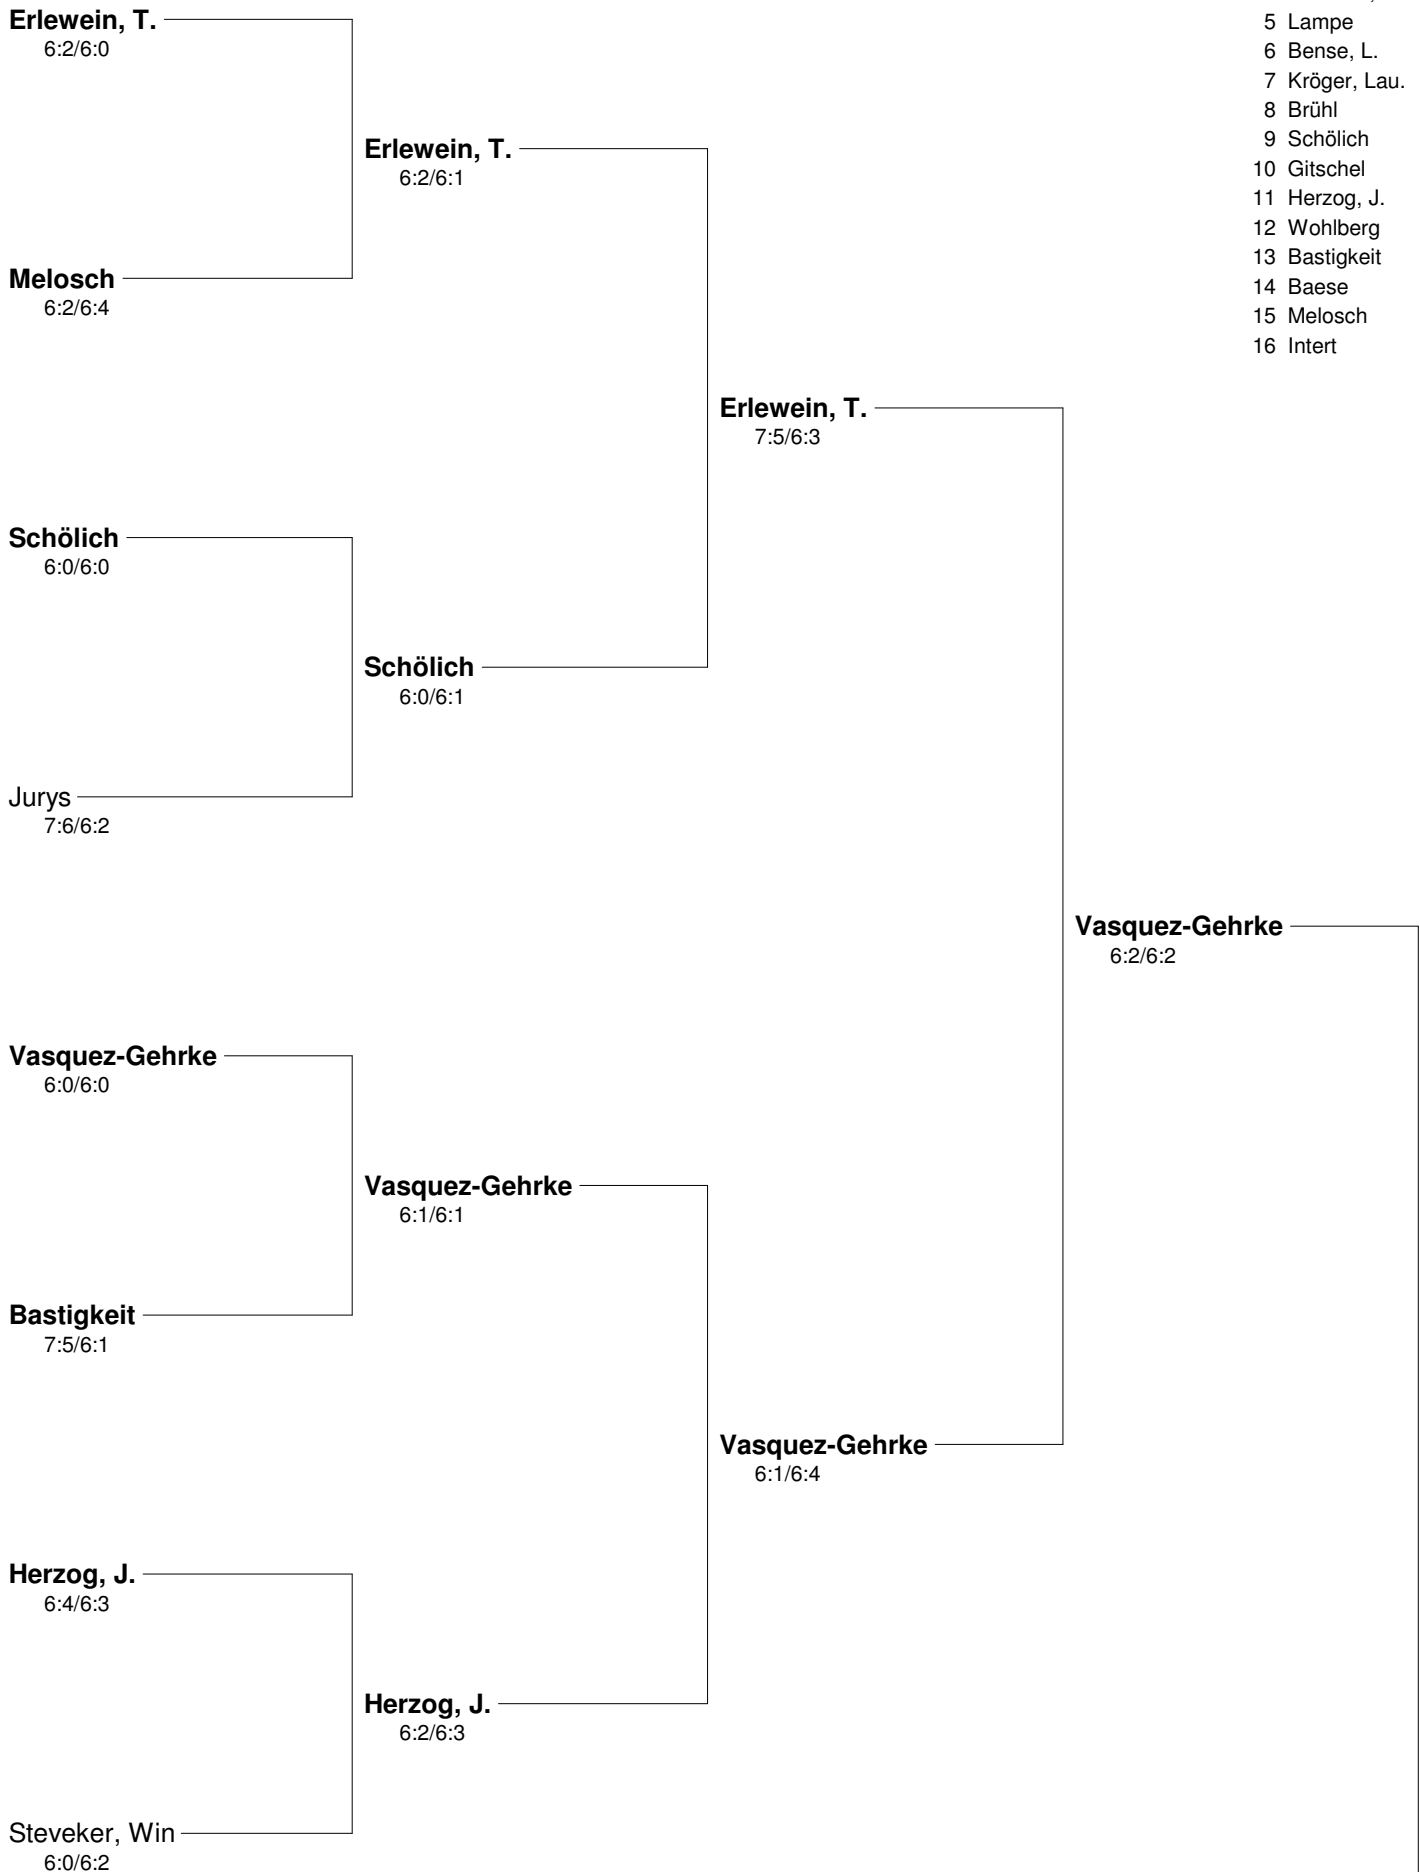 Erlewein, T.
6:2/6:0
Erlewein, T.
6:2/6:1
Melosch
6:2/6:4
Erlewein, T.
7:5/6:3
Schölich
6:0/6:0
Schölich
6:0/6:1
Jurys
7:6/6:2
Vasquez-Gehrke
6:2/6:2
Vasquez-Gehrke
6:0/6:0
Vasquez-Gehrke
6:1/6:1
Bastigkeit
7:5/6:1
Vasquez-Gehrke
6:1/6:4
Herzog, J.
6:4/6:3
Herzog, J.
6:2/6:3
Steveker, Win
6:0/6:2
5 Lampe
6 Bense, L.
7 Kröger, Lau.
8 Brühl
9 Schölich
10 Gitschel
11 Herzog, J.
12 Wohlberg
13 Bastigkeit
14 Baese
15 Melosch
16 Intert